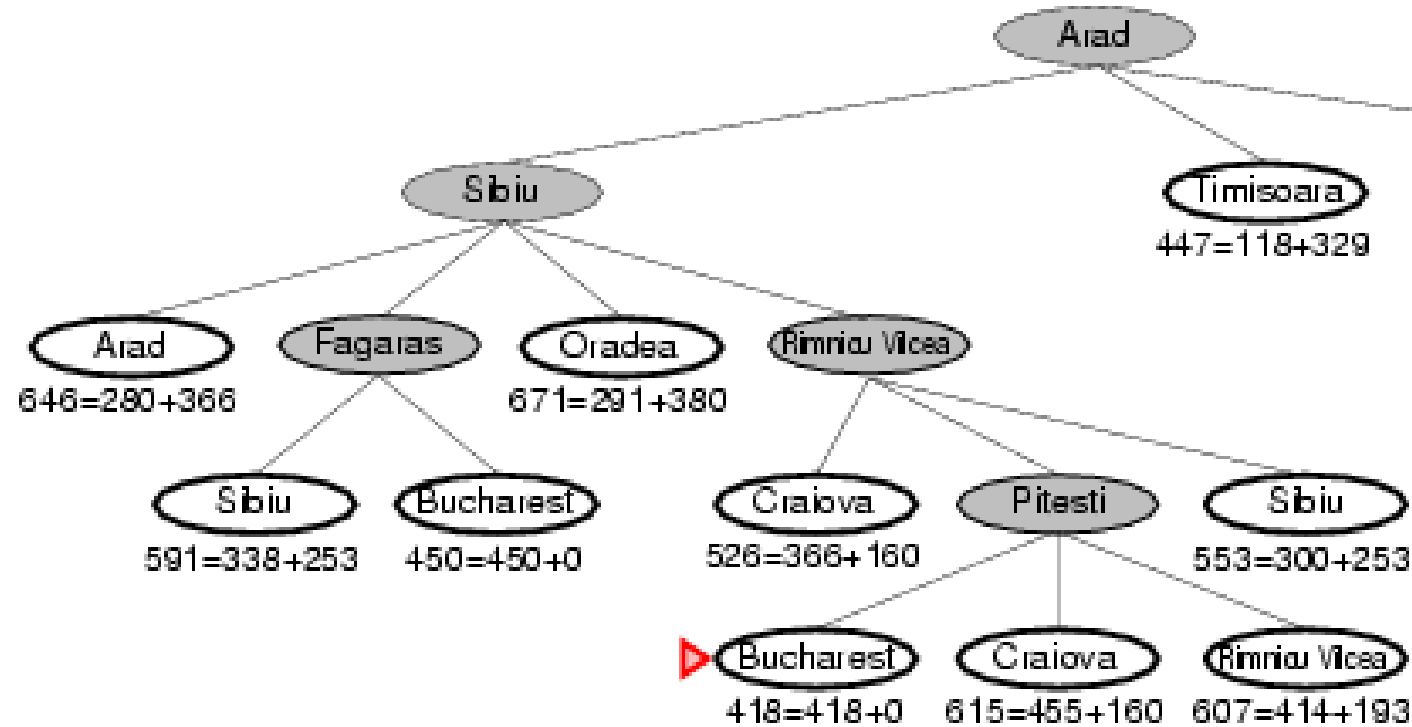 Arad
Sibiu
Timisoara
447=118+329
Arad
Fagaras
Oradea
Rimnicu Vilcea
646=280+366
671=291+380
Sibiu
Bucharest
Craiova
Pitesti
Sibiu
591=338+253
450=450+0
526=366+160
553=300+253
Bucharest
Craiova
Rimnicu Vilcea
418=418+0
615=455+160
607=414+193